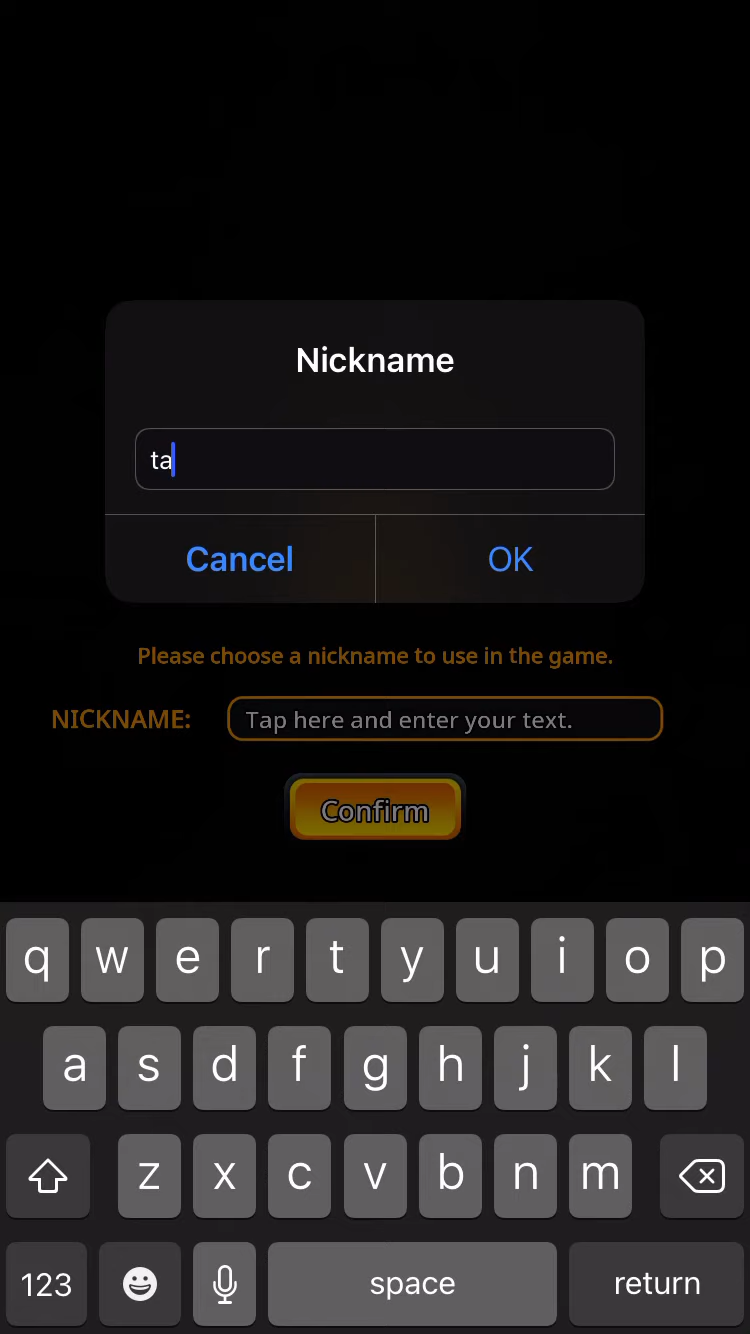 Nickname
ta
Cancel OK
Please choose a nickname to use in the game.
NICKNAME: Tap here and enter your text.
Confirm
q w e r t y u i o p
a s d f g h j k l
z x c v b n m
123 space return